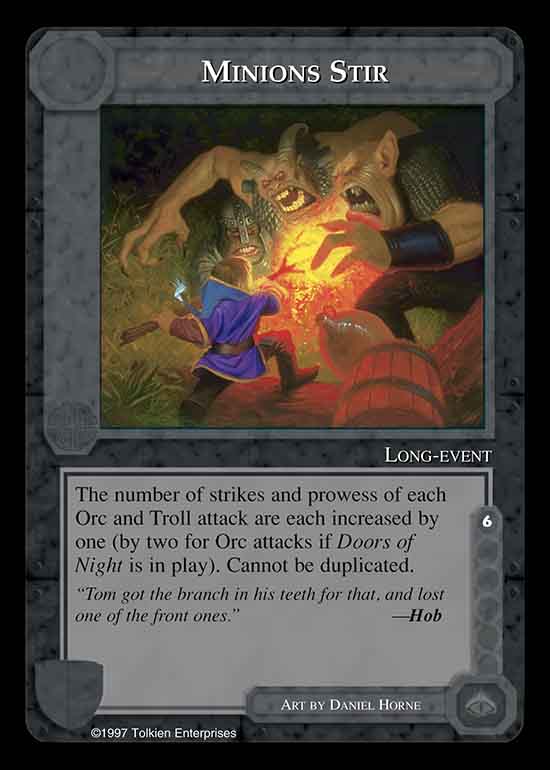 Minions Stir
Long-event
The number of strikes and prowess of each
Orc and Troll attack are each increased by
one (by two for Orc attacks if Doors of
Night is in play). Cannot be duplicated.
6
“Tom got the branch in his teeth for that, and lost
one of the front ones.” —Hob
Art by Daniel Horne
©1997 Tolkien Enterprises